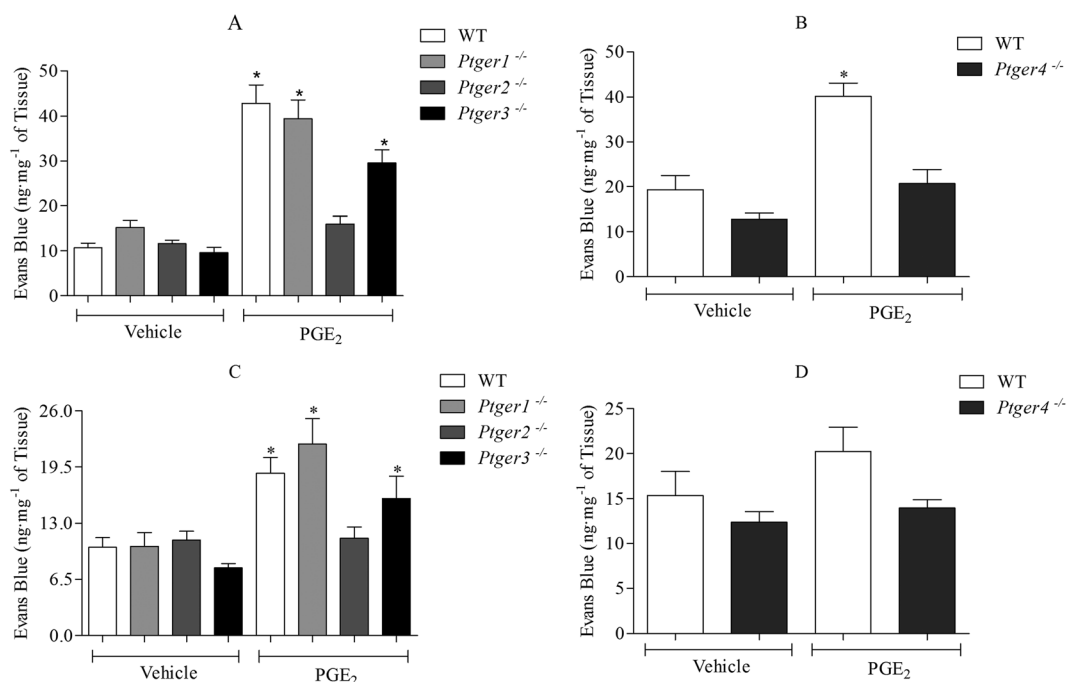 A
WT
Ptger1 -/-
Ptger2 -/-
Ptger3 -/-
Evans Blue (ng·mg-1 of Tissue)
50
40
30
20
10
0
* * *
Vehicle
PGE2
B
WT
Ptger4 -/-
Evans Blue (ng·mg-1 of Tissue)
50
40
30
20
10
0
*
Vehicle
PGE2
C
WT
Ptger1 -/-
Ptger2 -/-
Ptger3 -/-
Evans Blue (ng·mg-1 of Tissue)
26.0
19.5
13.0
6.5
0.0
* * *
Vehicle
PGE2
D
WT
Ptger4 -/-
Evans Blue (ng·mg-1 of Tissue)
25
20
15
10
5
0
Vehicle
PGE2